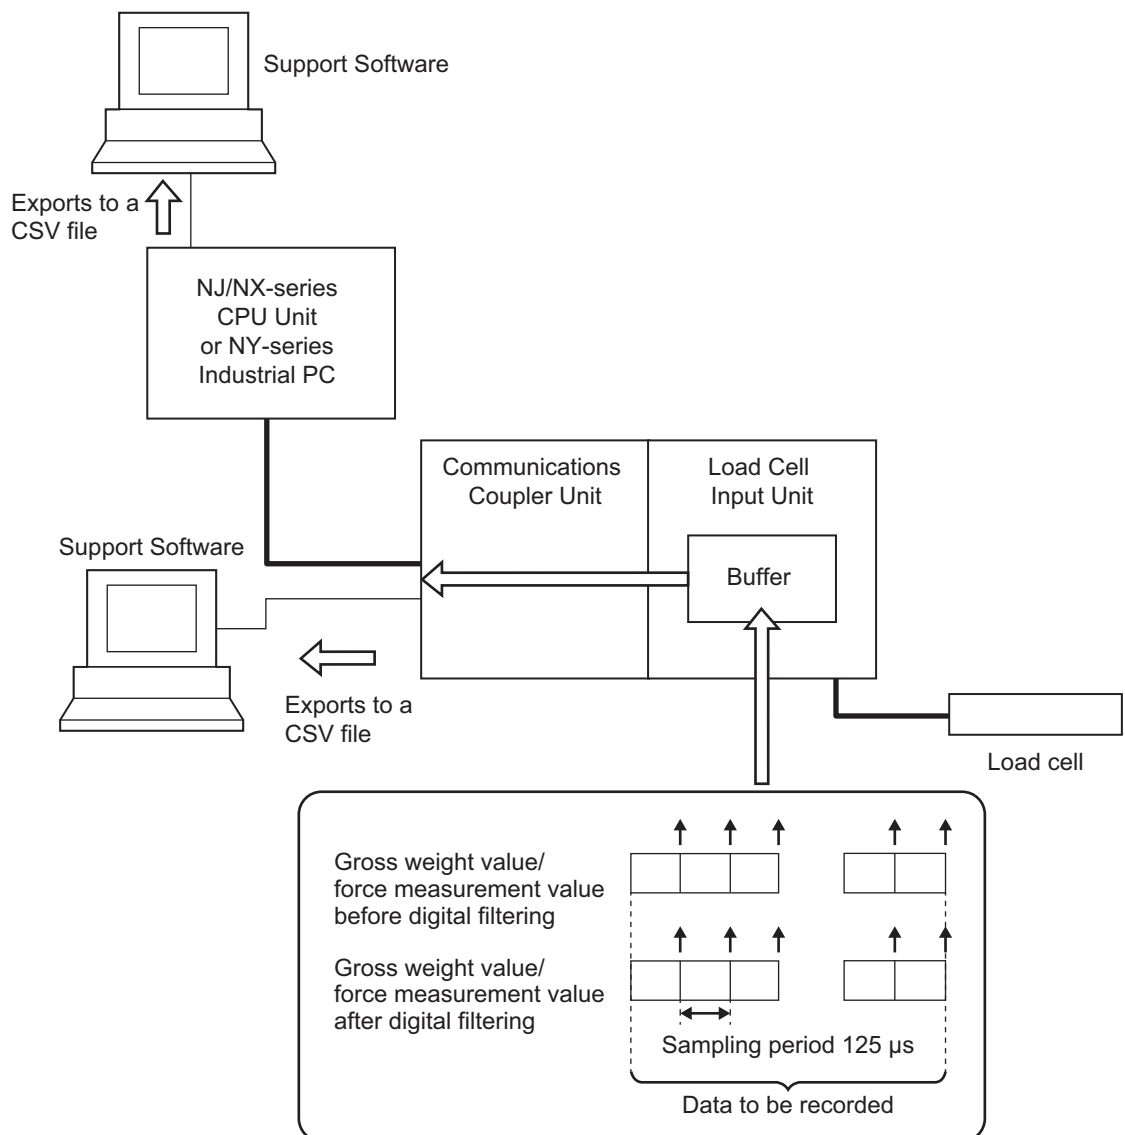 Support Software
Exports to a
CSV file
NJ/NX-series
CPU Unit
or NY-series
Industrial PC
Communications
Coupler Unit
Load Cell
Input Unit
Support Software
Buffer
Exports to a
CSV file
Load cell
Gross weight value/
force measurement value
before digital filtering
Gross weight value/
force measurement value
after digital filtering
Sampling period 125 µs
Data to be recorded